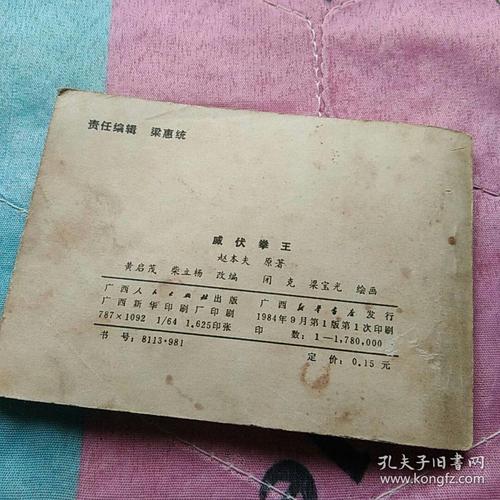 责任编辑 梁惠统
威伏拳王
赵本夫 原著
黄启茂 柴立杨 改编 闭克 梁宝光 绘画
广西人民出版社出版 广西新华书店发行
广西新华印刷厂印刷 1984年9月第1版第1次印刷
787×1092 1/64 1.625印张 印数:1—1,780,000
书号:8113·981 定价:0.15元
孔夫子旧书网
www.kongfz.com